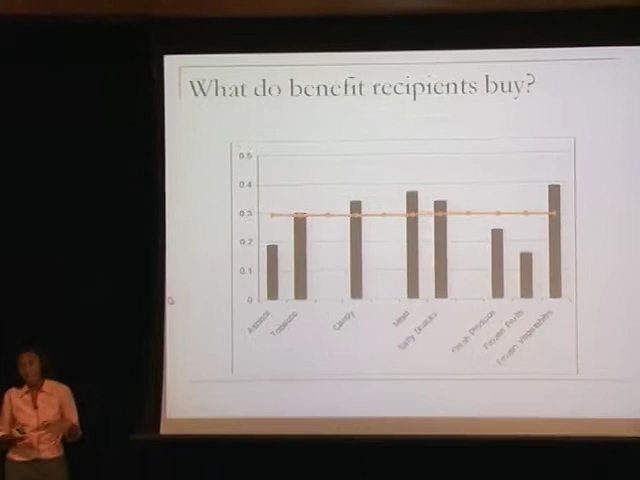 What do benefit recipients buy?
0.5
0.4
0.3
0.2
0.1
0
Alcohol
Tobacco
Candy
Meat
Salty Snacks
Fresh Produce
Frozen Fruits
Frozen Vegetables